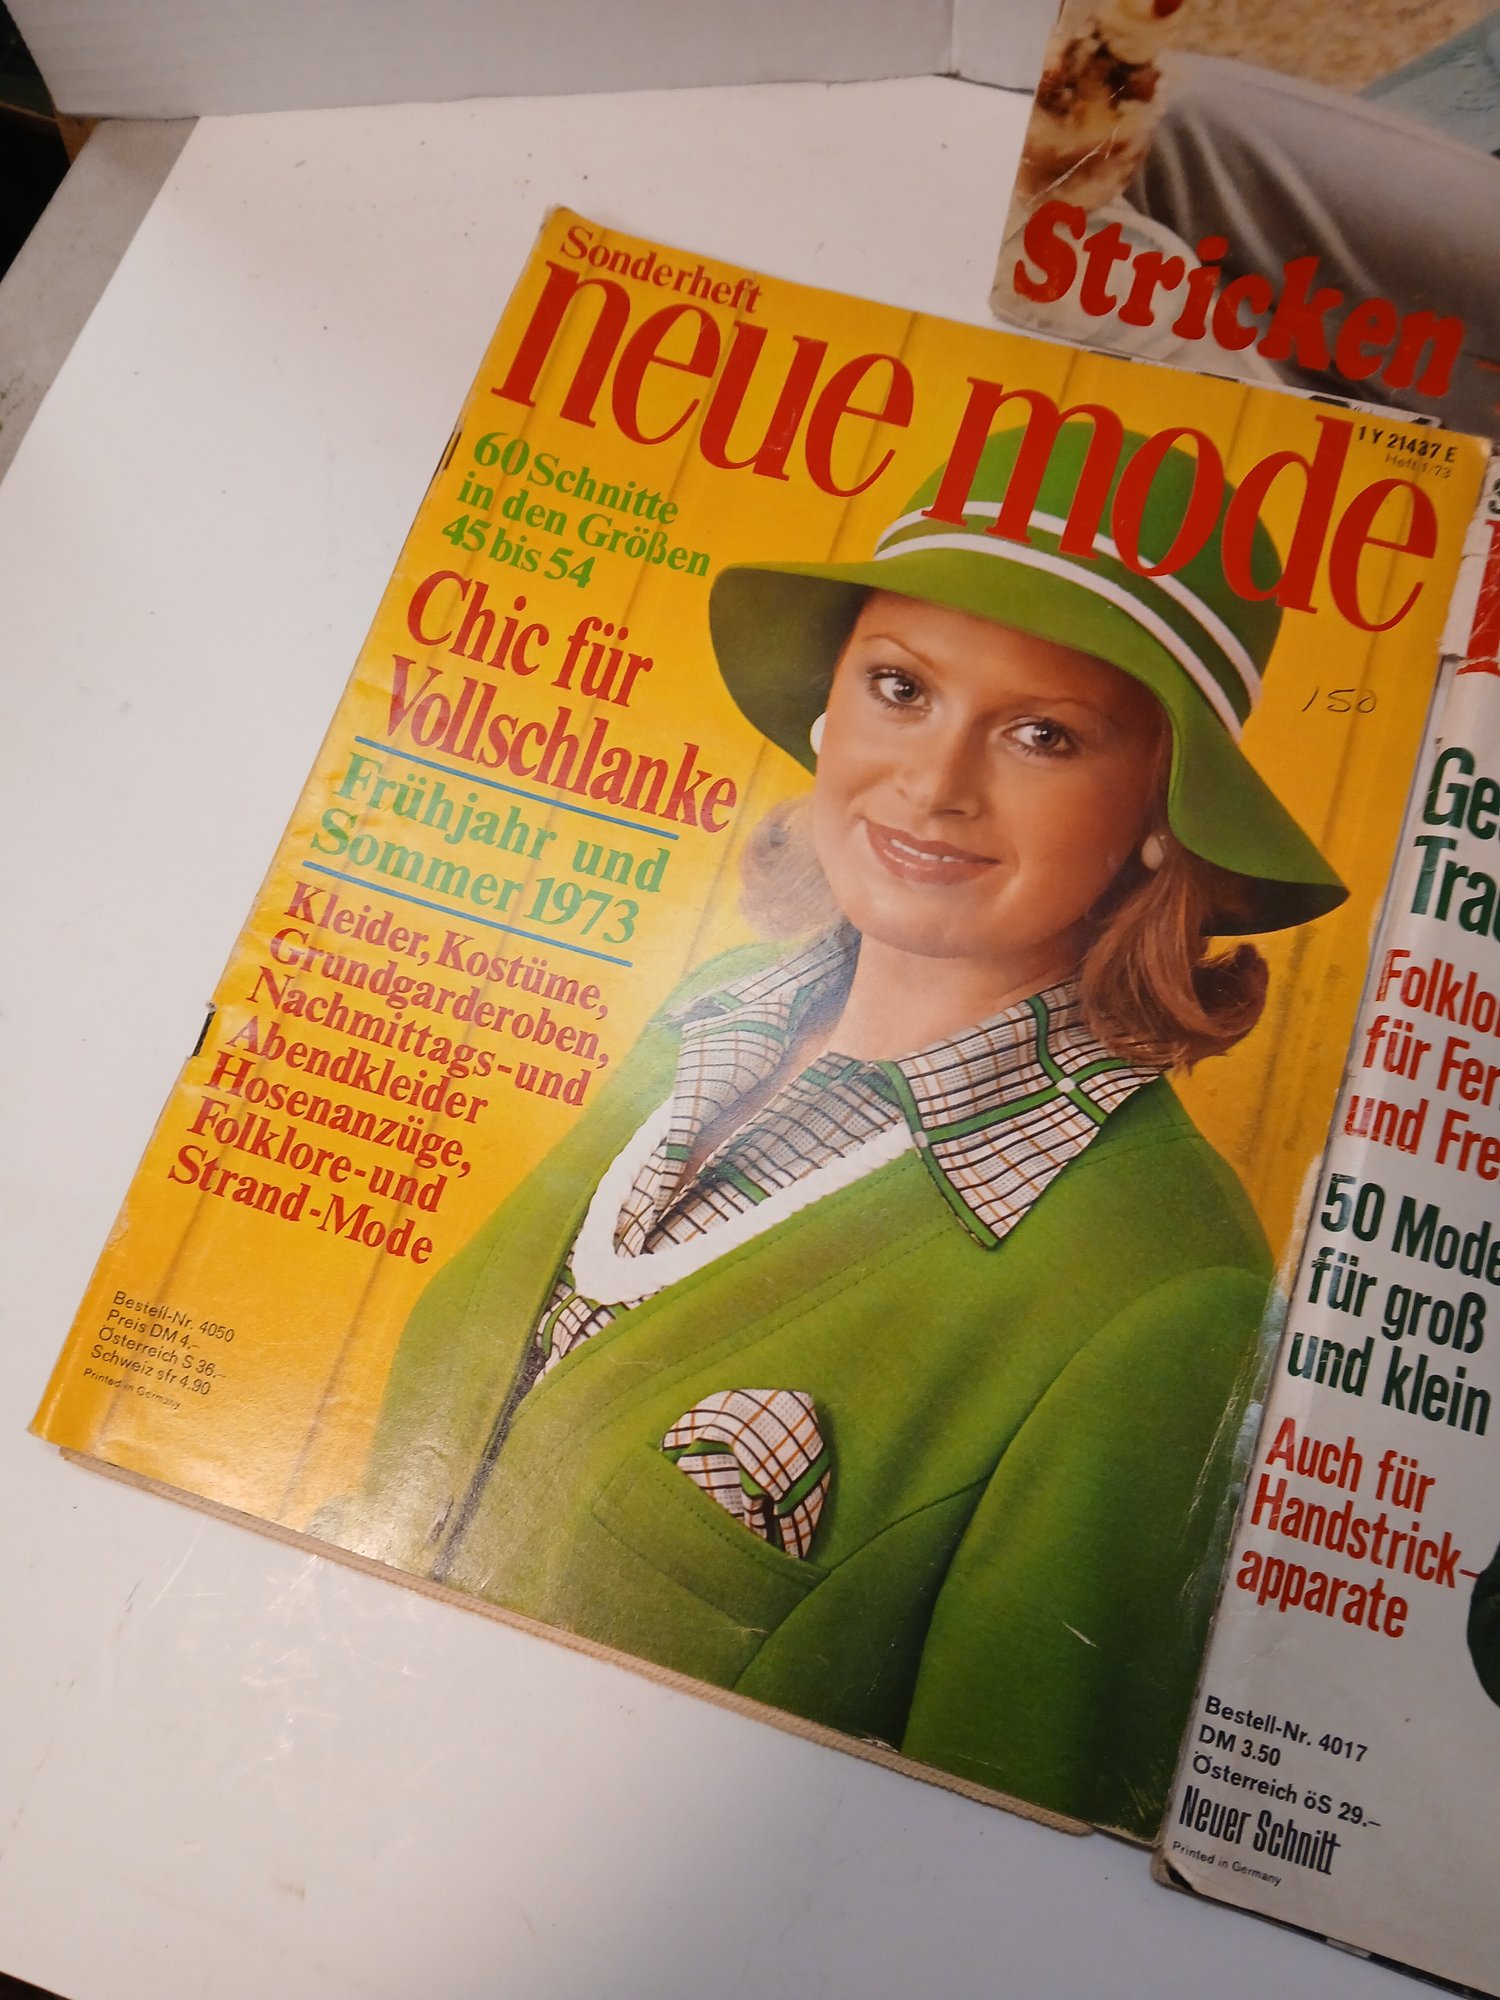 Sonderheft
neue mode
1 Y 21437 E
Heft 1/73
60 Schnitte
in den Größen
45 bis 54
Chic für
Vollschlanke
Frühjahr und
Sommer 1973
Kleider, Kostüme,
Grundgarderoben,
Nachmittags-und
Abendkleider
Hosenanzüge,
Folklore-und
Strand-Mode
150
Bestell-Nr. 4050
Preis DM 4,-
Österreich S 36,-
Schweiz sfr 4.90
Printed in Germany
Stricken
für
und
50
für groß
und klein
Auch für
Handstrick-
apparate
Bestell-Nr. 4017
DM 3.50
Österreich öS 29.-
Neuer Schnitt
Printed in Germany